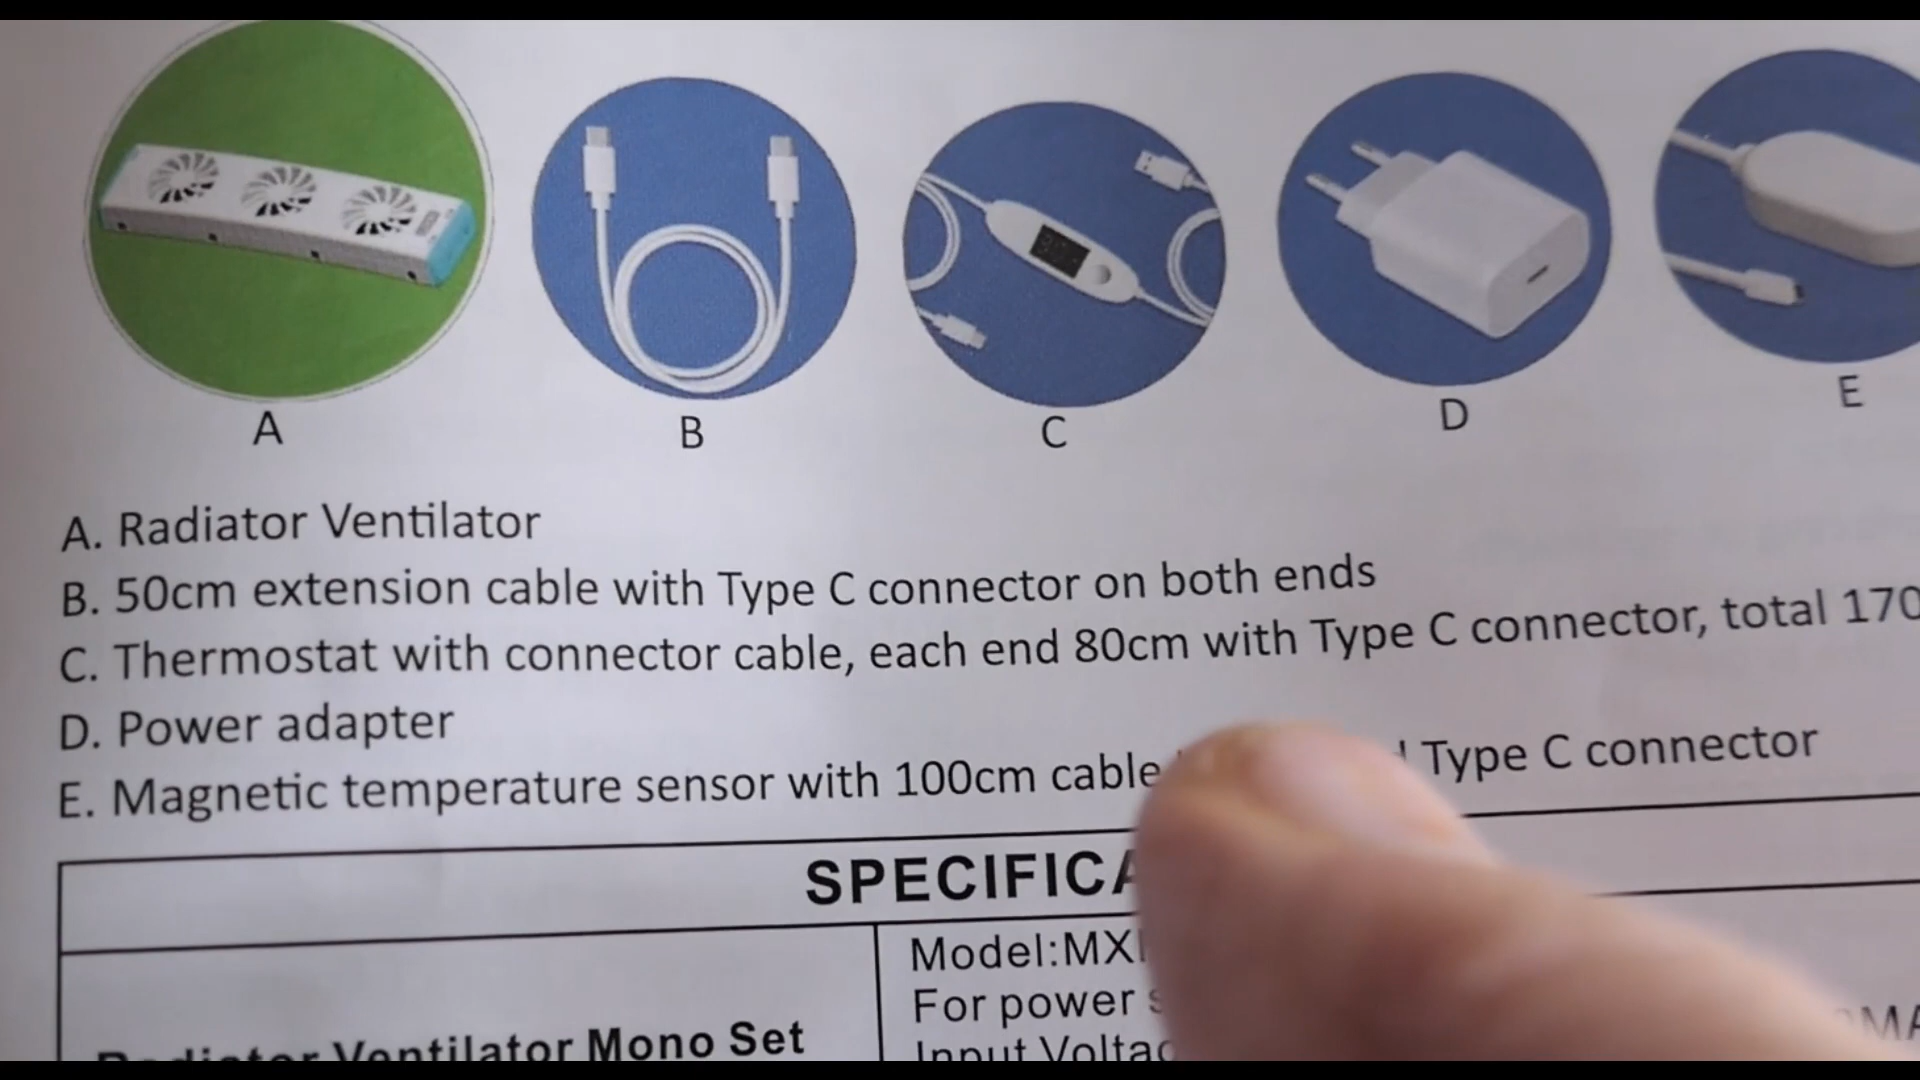 A B C D E
A. Radiator Ventilator
B. 50cm extension cable with Type C connector on both ends
C. Thermostat with connector cable, each end 80cm with Type C connector, total 170
D. Power adapter
E. Magnetic temperature sensor with 100cm cable Type C connector
Model:MX
For power
Radiator Ventilator Mono Set
Input